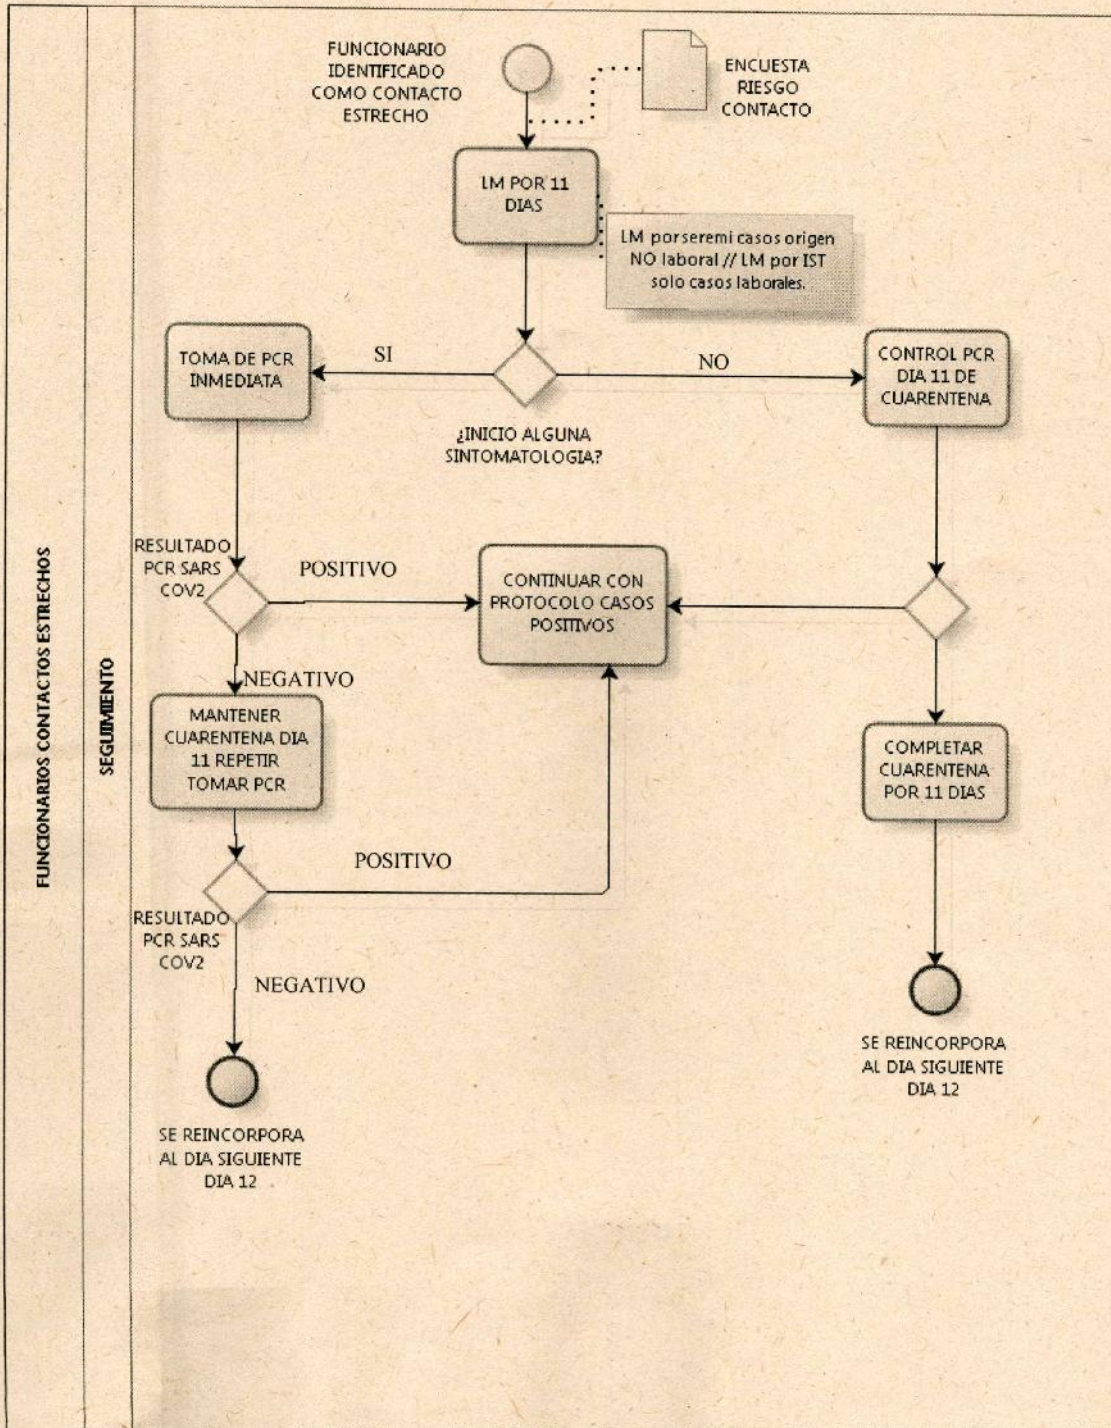 FUNCIONARIO
IDENTIFICADO
COMO CONTACTO
ESTRECHO
ENCUESTA
RIESGO
CONTACTO
LM POR 11
DIAS
LM por seremi casos origen
NO laboral // LM por IST
solo casos laborales.
TOMA DE PCR
INMEDIATA
SI
NO
CONTROL PCR
DIA 11 DE
CUARENTENA
¿INICIO ALGUNA
SINTOMATOLOGIA?
RESULTADO
PCR SARS
COV2
POSITIVO
CONTINUAR CON
PROTOCOLO CASOS
POSITIVOS
NEGATIVO
MANTENER
CUARENTENA DIA
11 REPETIR
TOMAR PCR
COMPLETAR
CUARENTENA
POR 11 DIAS
POSITIVO
RESULTADO
PCR SARS
COV2
NEGATIVO
SE REINCORPORA
AL DIA SIGUIENTE
DIA 12
SE REINCORPORA
AL DIA SIGUIENTE
DIA 12
FUNCIONARIOS CONTACTOS ESTRECHOS
SEGUIMIENTO